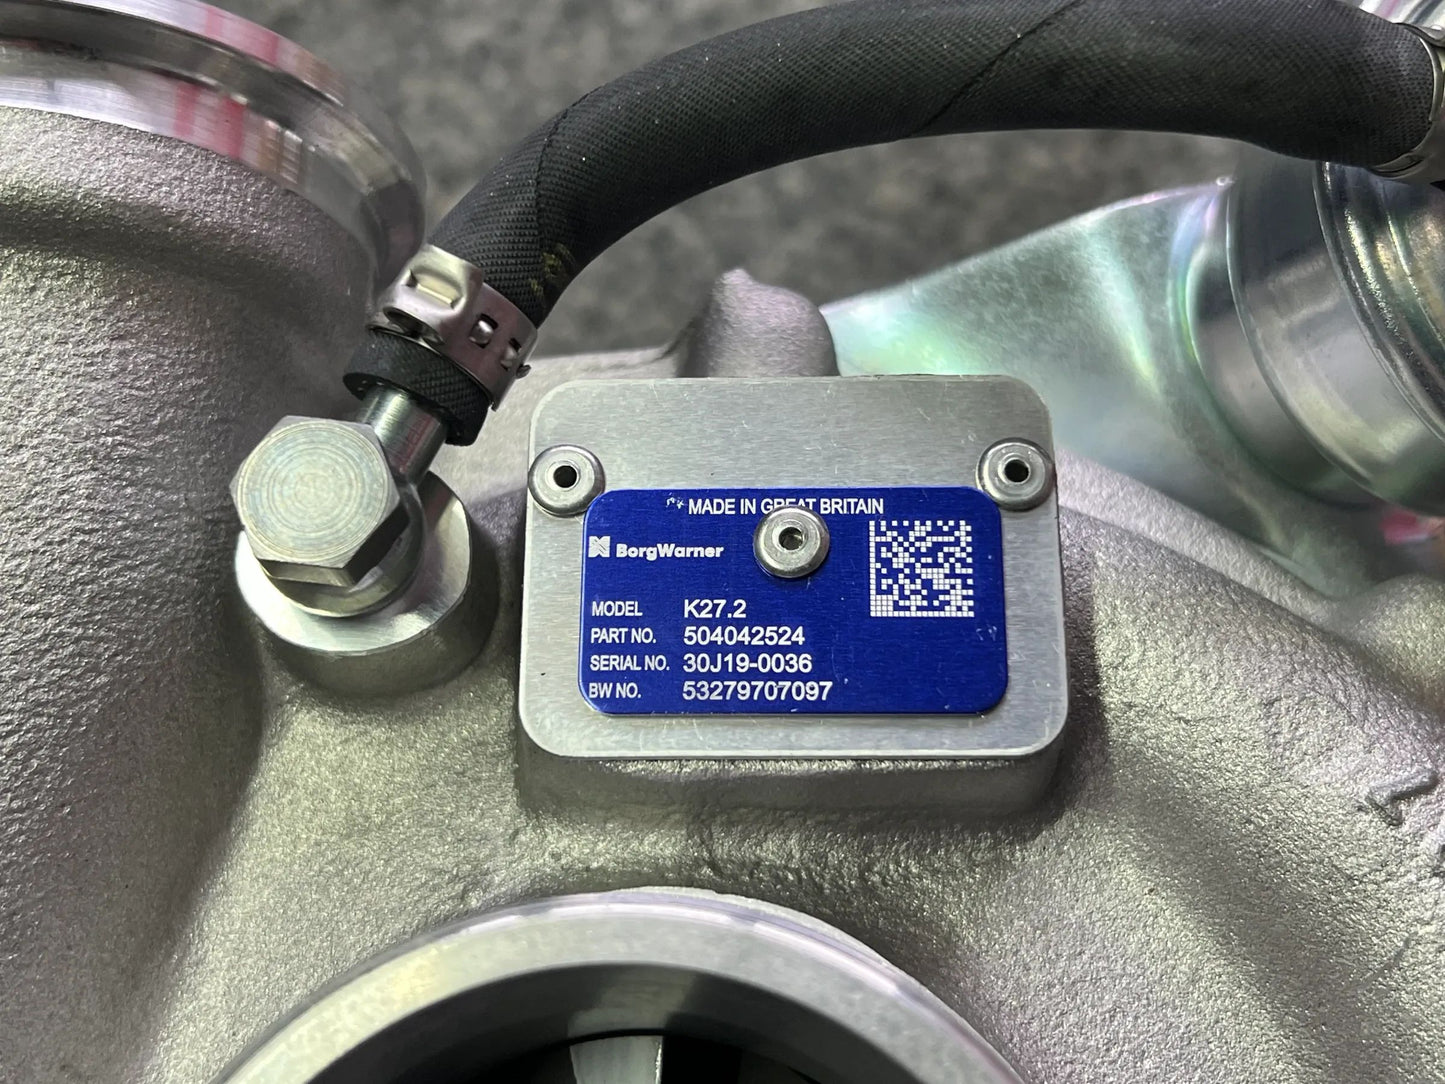 MADE IN GREAT BRITAIN
BorgWarner
MODEL K27.2
PART NO. 504042524
SERIAL NO. 30J19-0036
BW NO. 53279707097